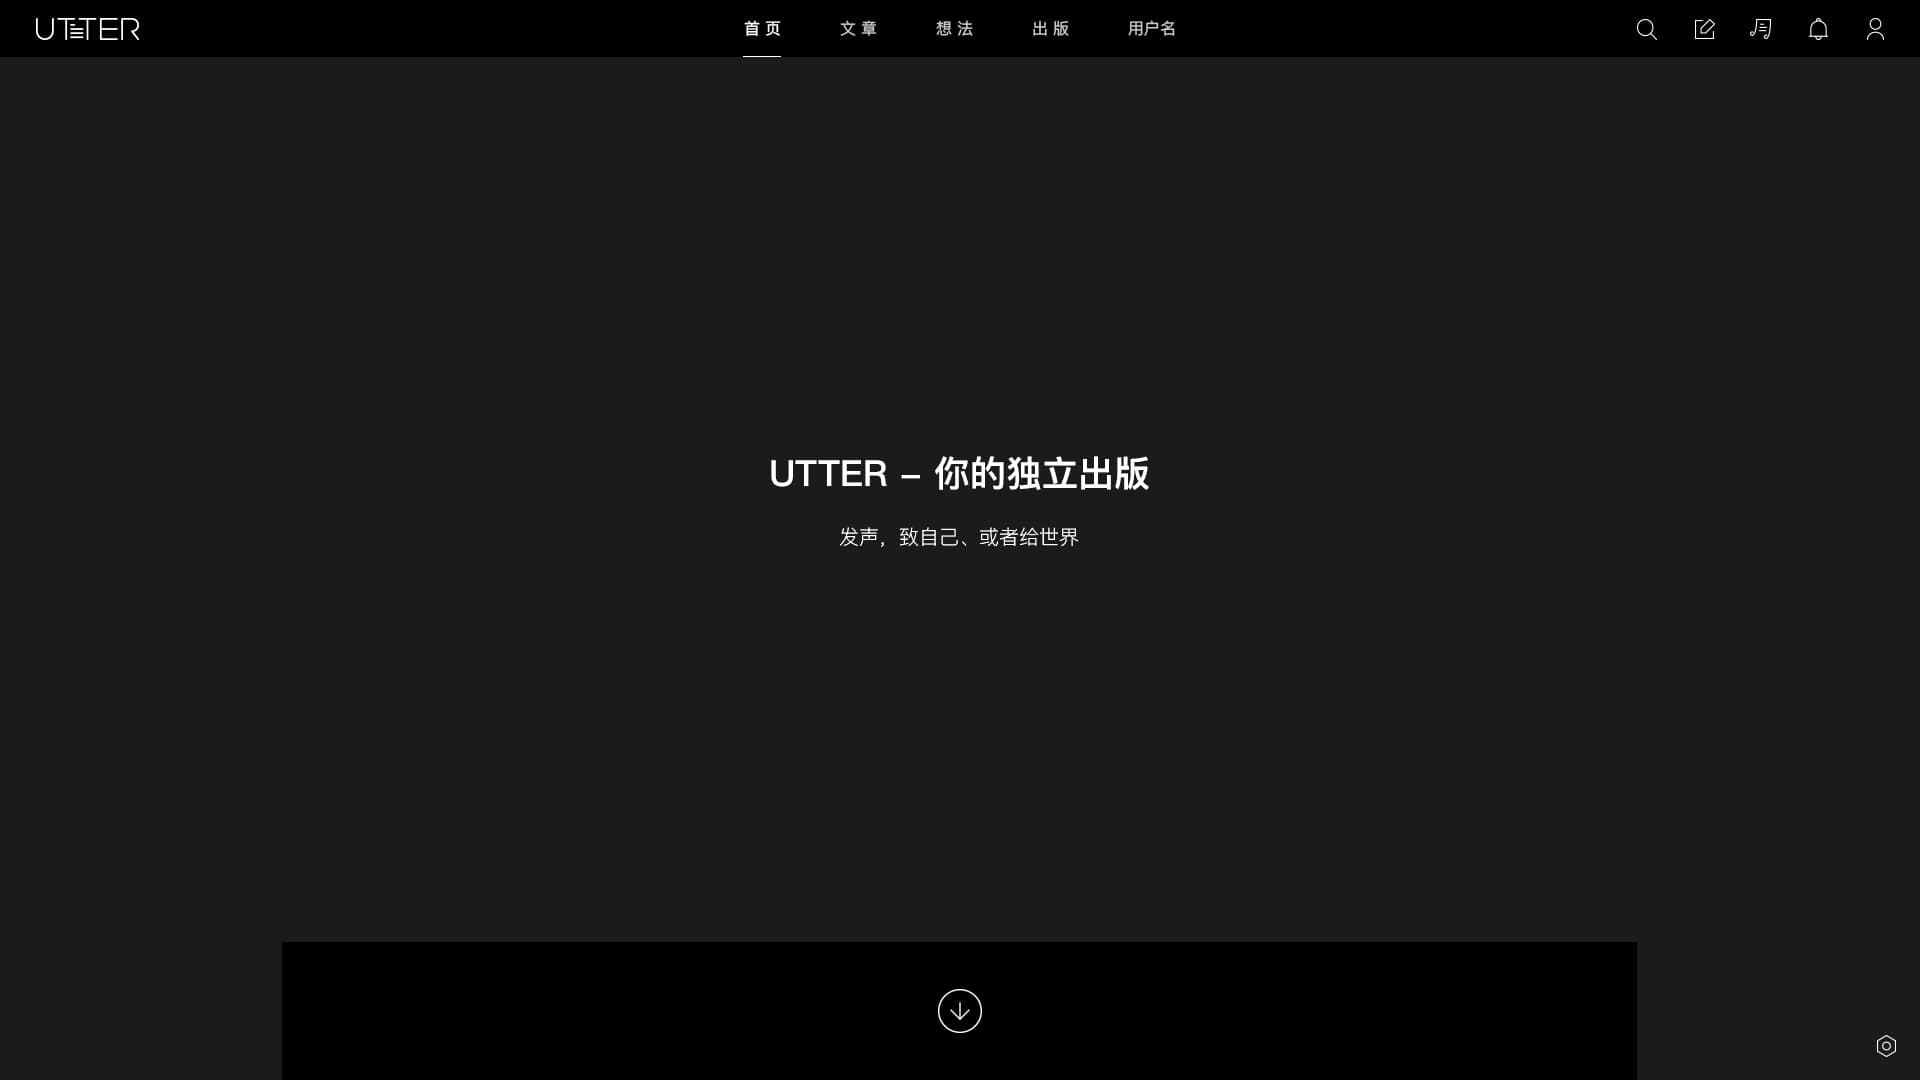 UTTER
首页
文章
想法
出版
用户名
UTTER – 你的独立出版
发声，致自己、或者给世界